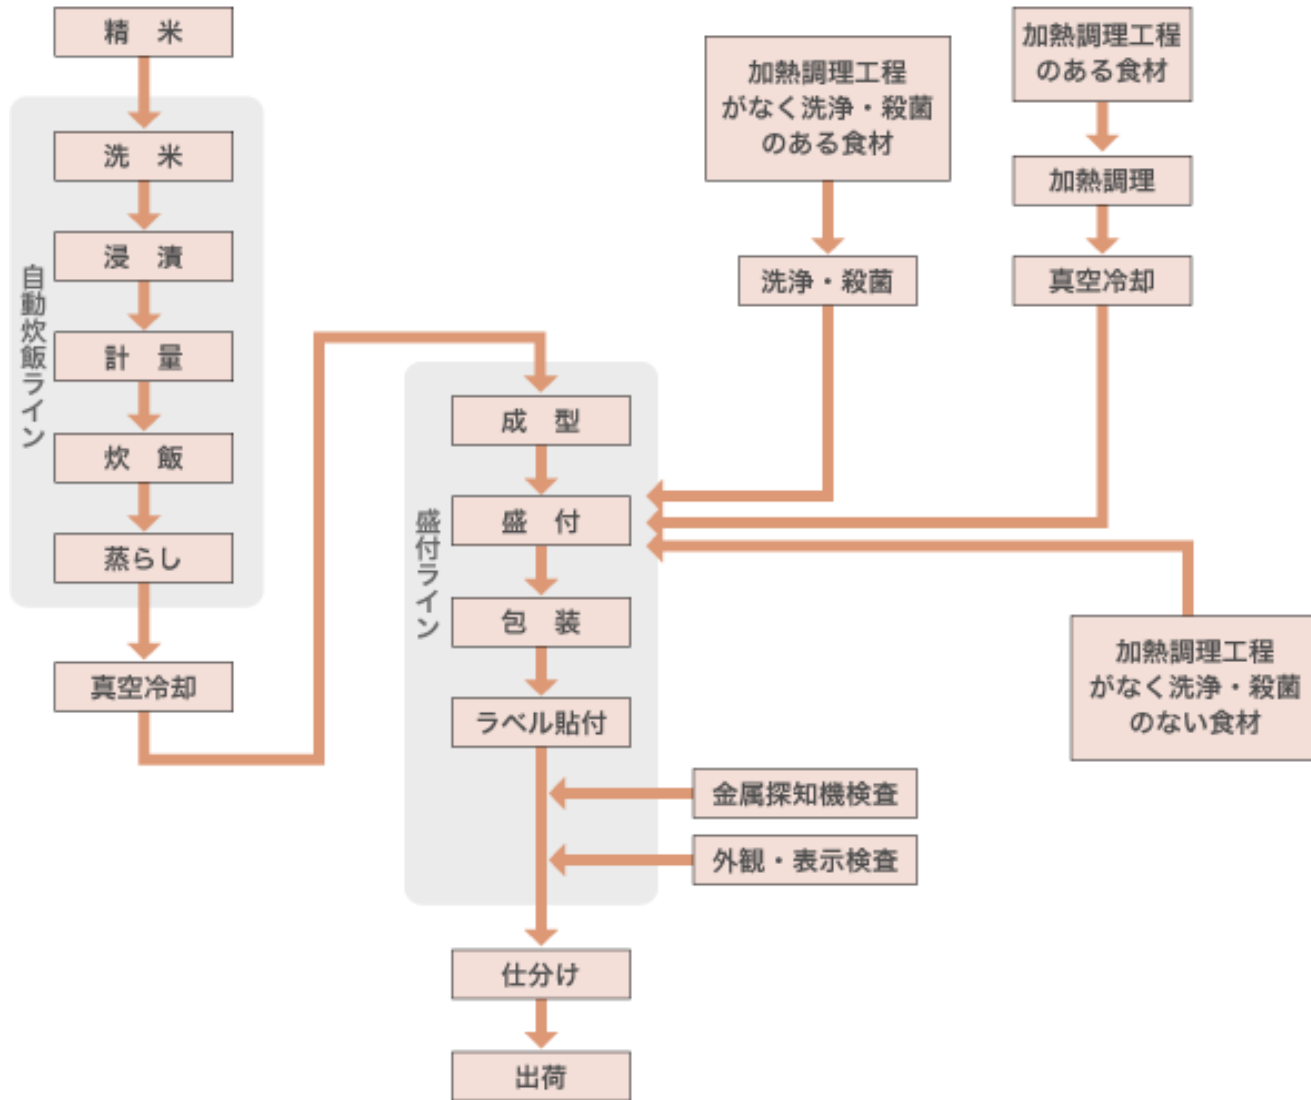 精　米
洗　米
浸　漬
計　量
炊　飯
蒸らし
自動炊飯ライン
真空冷却
成　型
盛　付
包　装
ラベル貼付
盛付ライン
加熱調理工程
がなく洗浄・殺菌
のある食材
洗浄・殺菌
加熱調理工程
のある食材
加熱調理
真空冷却
加熱調理工程
がなく洗浄・殺菌
のない食材
金属探知機検査
外観・表示検査
仕分け
出荷